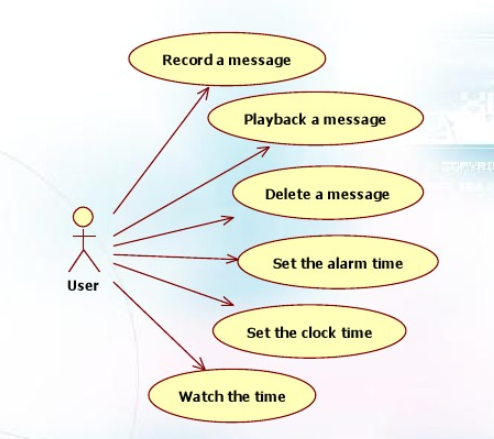 Record a message
Playback a message
Delete a message
Set the alarm time
User
Set the clock time
Watch the time